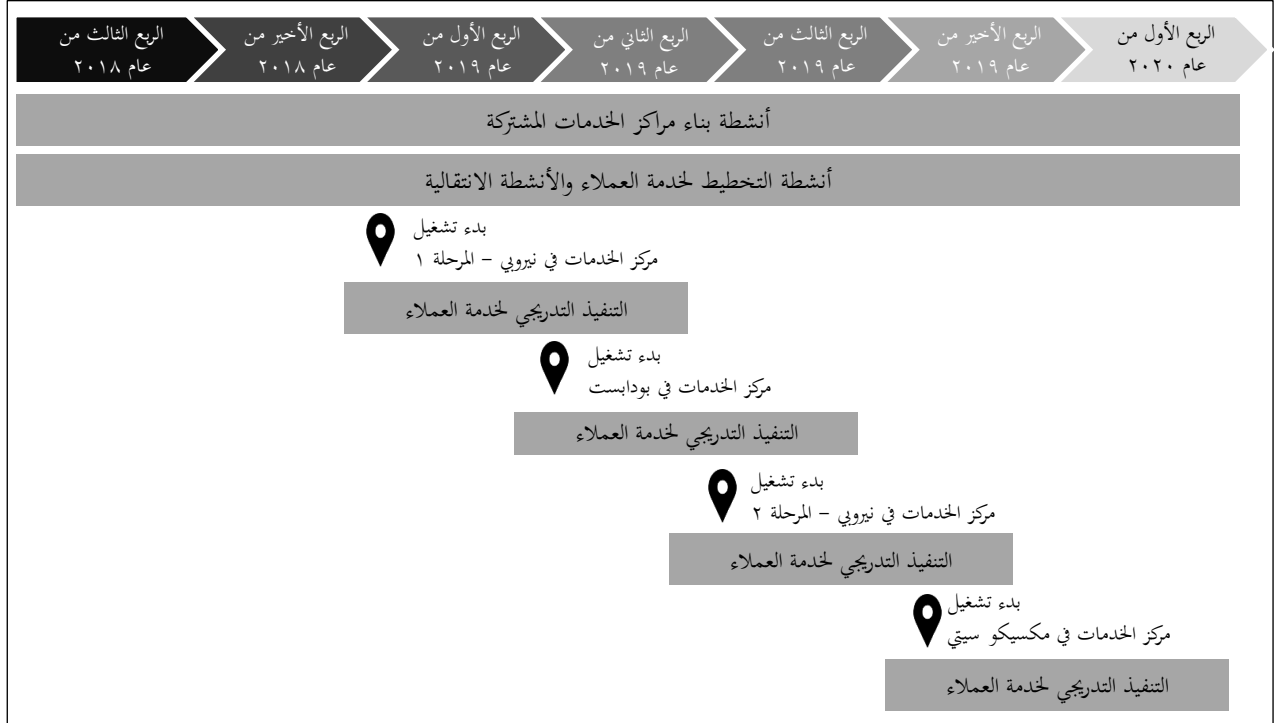 الربع الثالث من
عام ٢٠١٨
الربع الأخير من
عام ٢٠١٨
الربع الأول من
عام ٢٠١٩
الربع الثاني من
عام ٢٠١٩
الربع الثالث من
عام ٢٠١٩
الربع الأخير من
عام ٢٠١٩
الربع الأول من
عام ٢٠٢٠
أنشطة بناء مراكز الخدمات المشتركة
أنشطة التخطيط لخدمة العملاء والأنشطة الانتقالية
بدء تشغيل
مركز الخدمات في نيروبي – المرحلة ١
التنفيذ التدريجي لخدمة العملاء
بدء تشغيل
مركز الخدمات في بودابست
التنفيذ التدريجي لخدمة العملاء
بدء تشغيل
مركز الخدمات في نيروبي – المرحلة ٢
التنفيذ التدريجي لخدمة العملاء
بدء تشغيل
مركز الخدمات في مكسيكو سيتي
التنفيذ التدريجي لخدمة العملاء